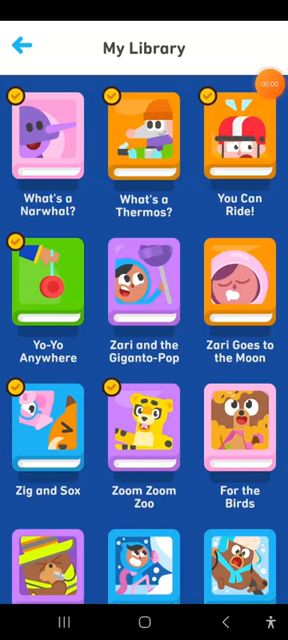 My Library
00:00
What's a
Narwhal?
What's a
Thermos?
You Can
Ride!
Yo-Yo
Anywhere
Zari and the
Giganto-Pop
Zari Goes to
the Moon
Zig and Sox
Zoom Zoom
Zoo
For the
Birds